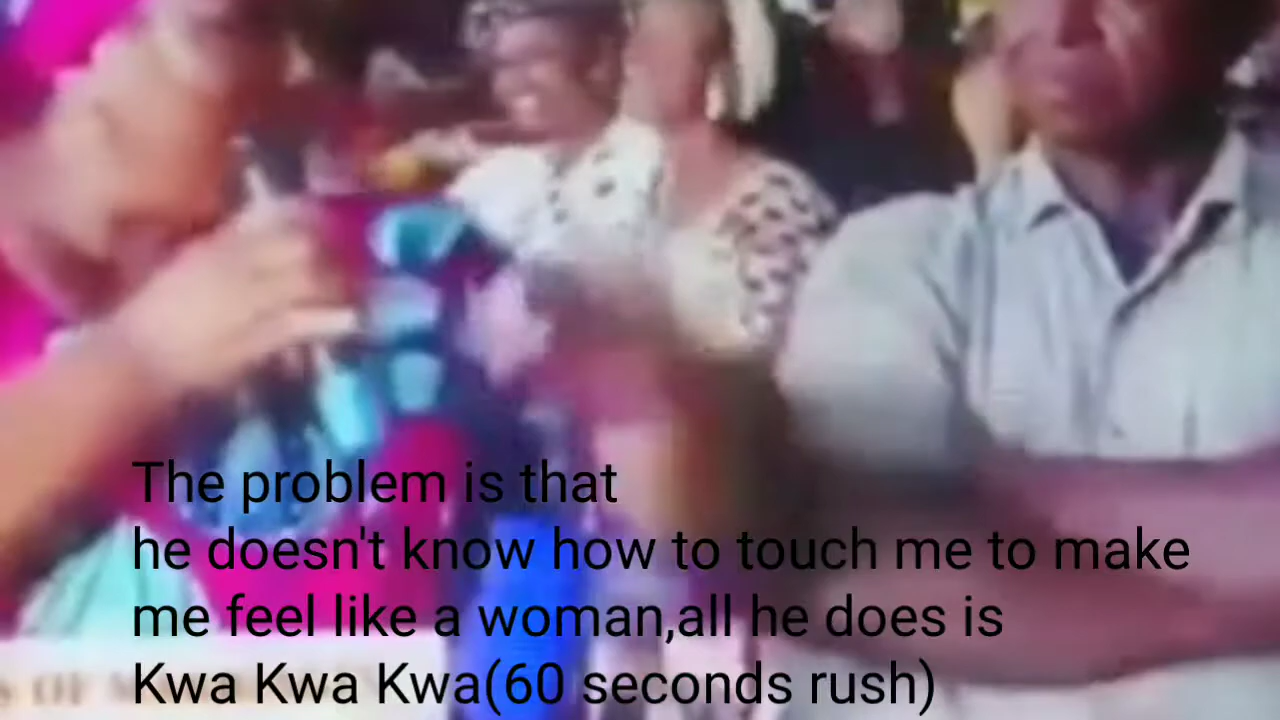 The problem is that
he doesn't know how to touch me to make
me feel like a woman,all he does is
Kwa Kwa Kwa(60 seconds rush)